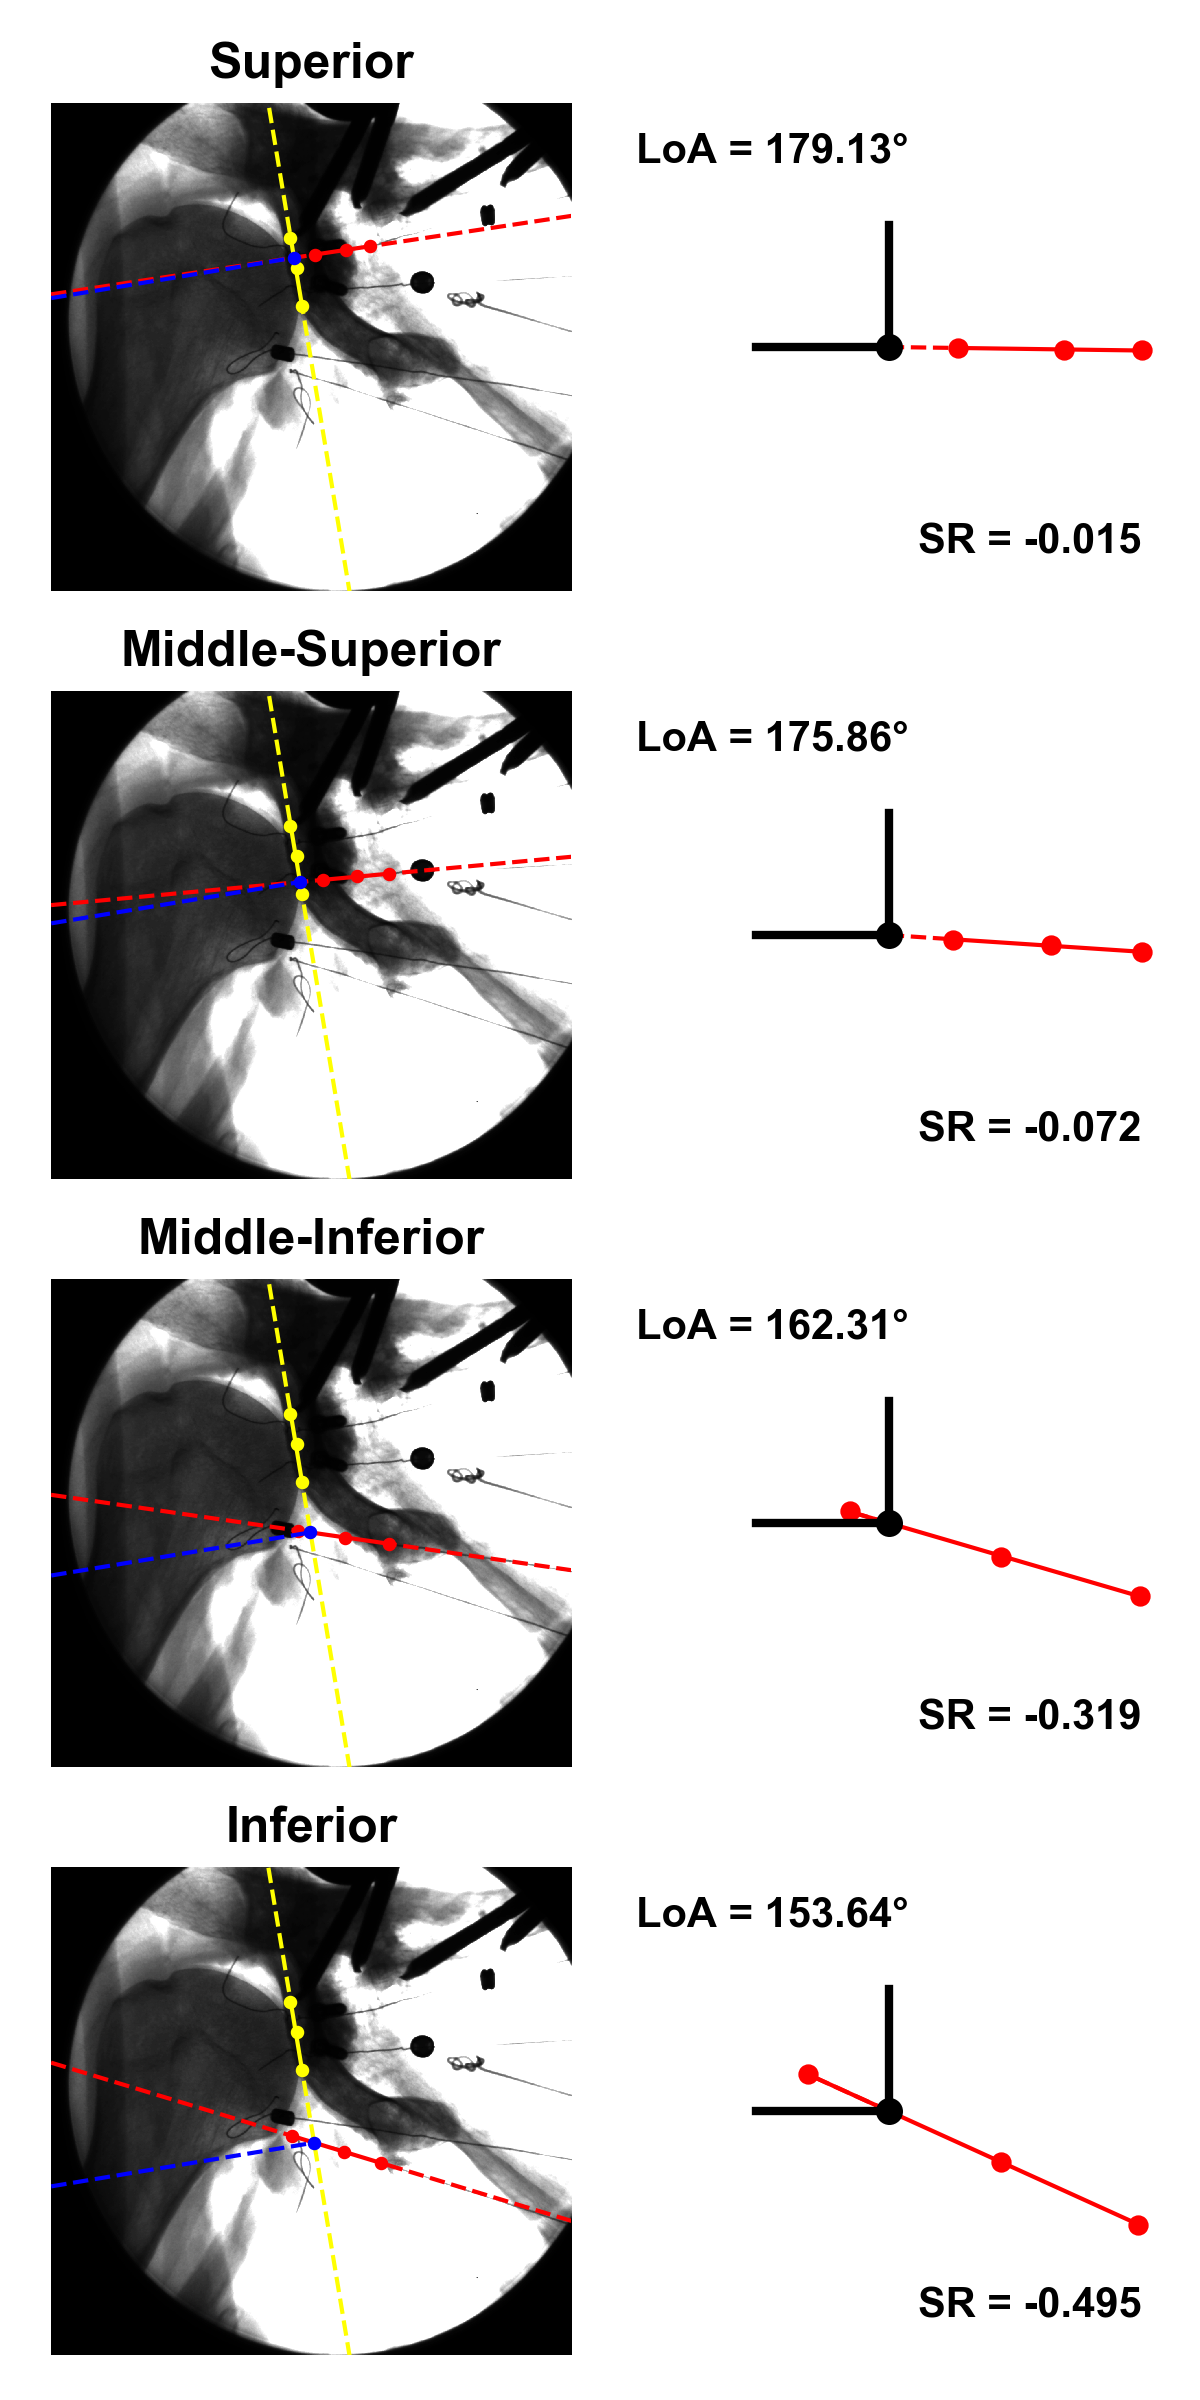 Superior
LoA = 179.13°
SR = -0.015
Middle-Superior
LoA = 175.86°
SR = -0.072
Middle-Inferior
LoA = 162.31°
SR = -0.319
Inferior
LoA = 153.64°
SR = -0.495